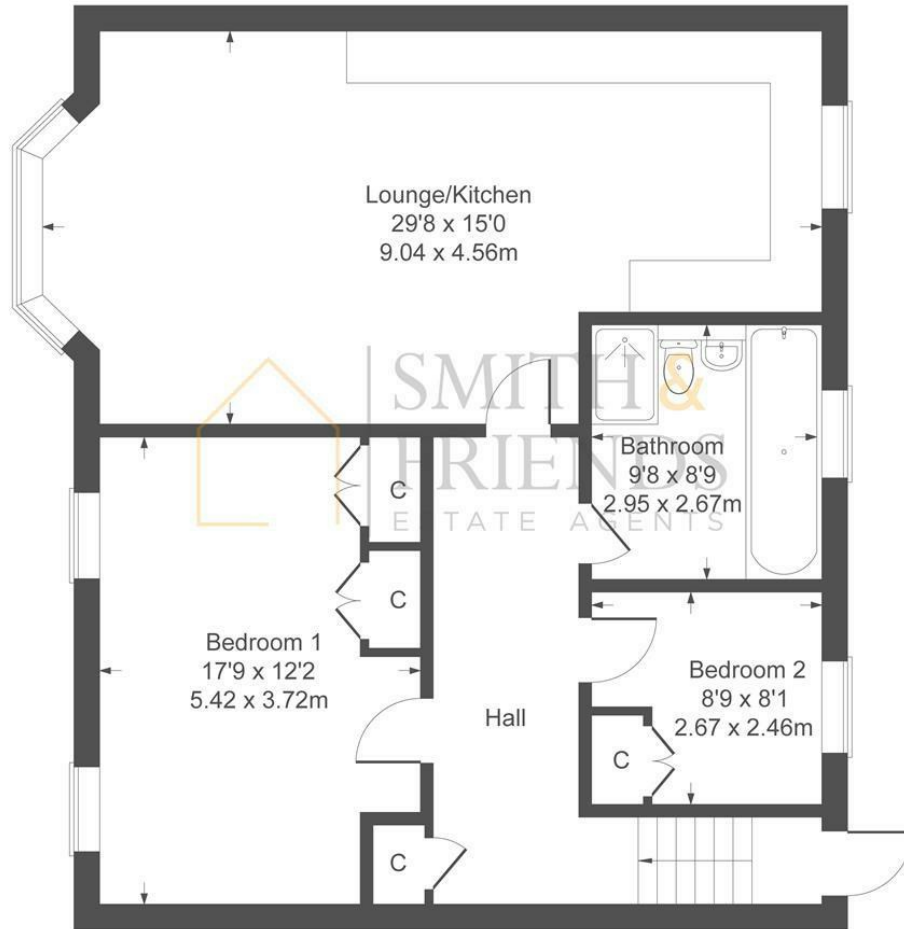 Lounge/Kitchen
29'8 x 15'0
9.04 x 4.56m
SMITH &
FRIENDS
ESTATE AGENTS
Bathroom
9'8 x 8'9
2.95 x 2.67m
C
C
Bedroom 1
17'9 x 12'2
5.42 x 3.72m
Hall
Bedroom 2
8'9 x 8'1
2.67 x 2.46m
C
C